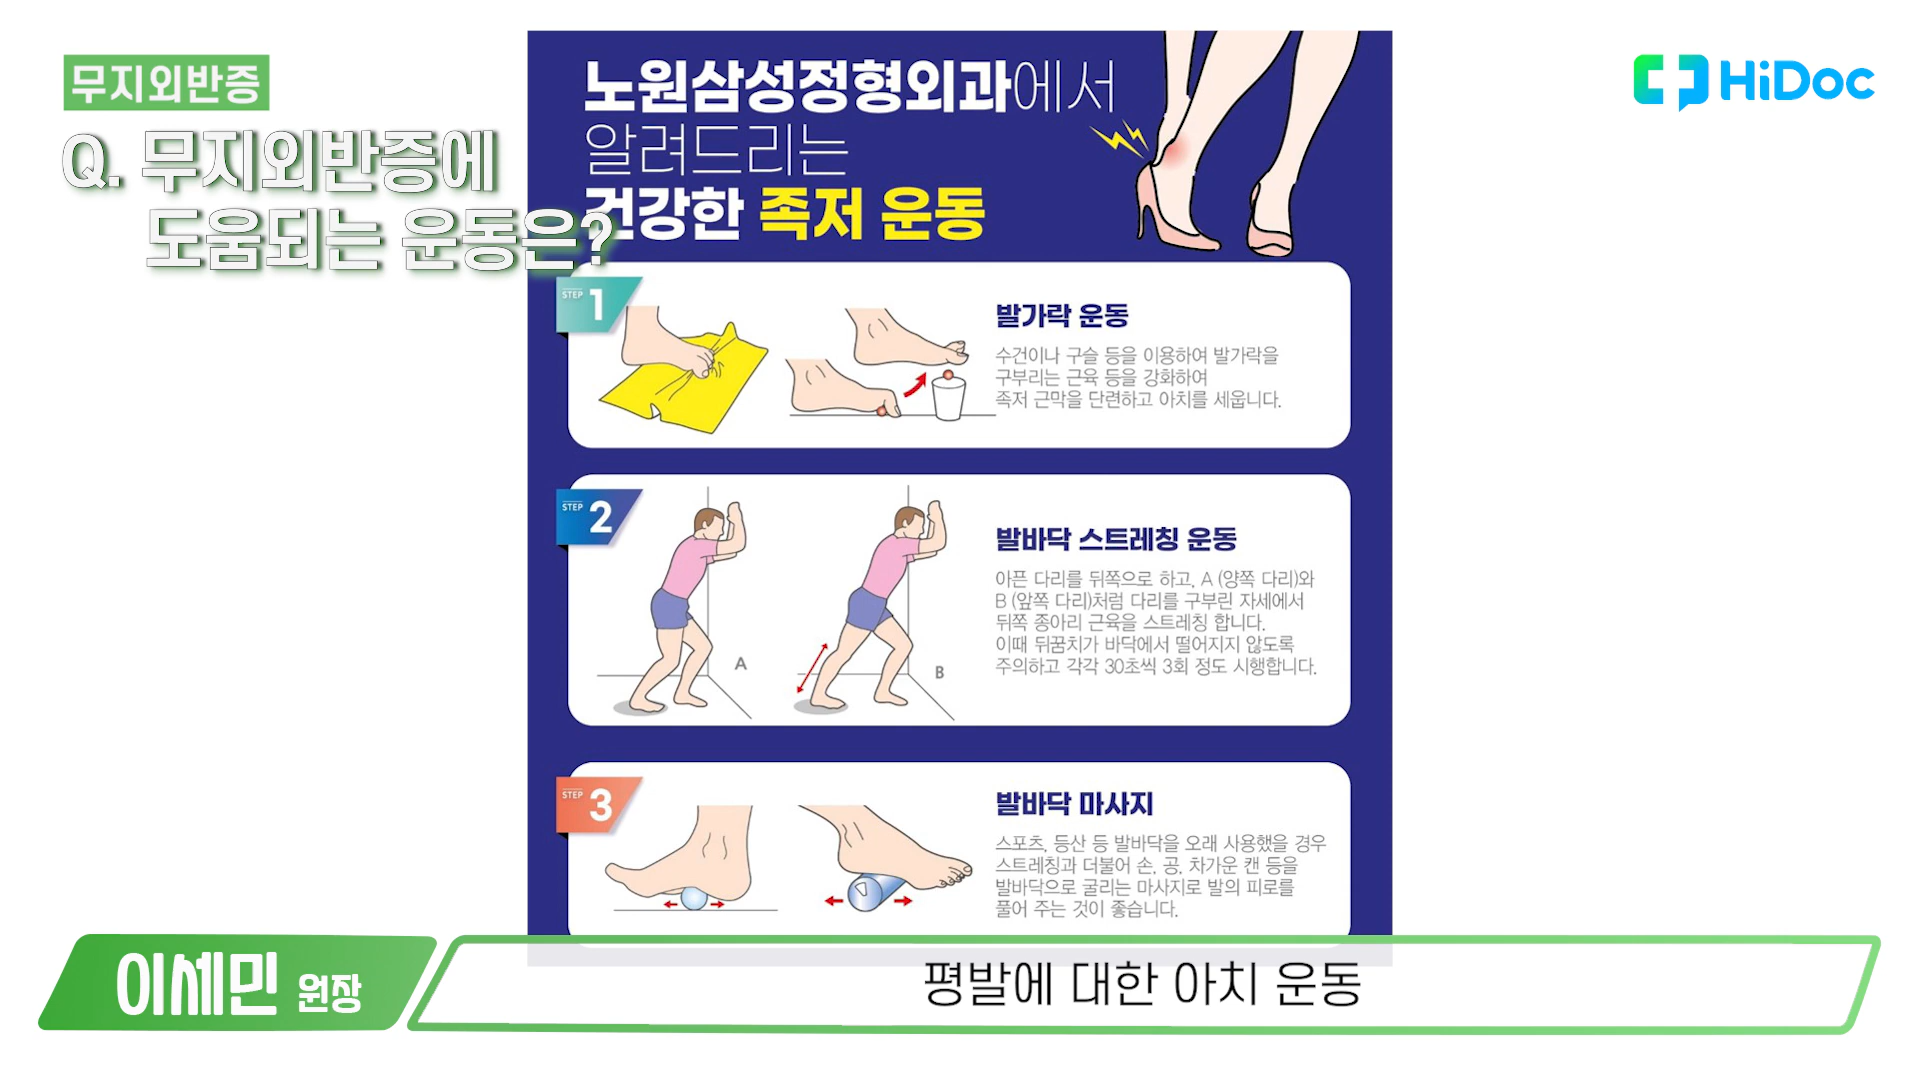 무지외반증
Q. 무지외반증에
도움되는 운동은?
HiDoc
노원삼성정형외과에서
알려드리는
건강한 족저 운동
STEP 1
발가락 운동
수건이나 구슬 등을 이용하여 발가락을
구부리는 근육 등을 강화하여
족저 근막을 단련하고 아치를 세웁니다.
STEP 2
A
B
발바닥 스트레칭 운동
아픈 다리를 뒤쪽으로 하고, A (양쪽 다리)와
B (앞쪽 다리)처럼 다리를 구부린 자세에서
뒤쪽 종아리 근육을 스트레칭 합니다.
이때 뒤꿈치가 바닥에서 떨어지지 않도록
주의하고 각각 30초씩 3회 정도 시행합니다.
STEP 3
발바닥 마사지
스포츠, 등산 등 발바닥을 오래 사용했을 경우
스트레칭과 더불어 손, 공, 차가운 캔 등을
발바닥으로 굴리는 마사지로 발의 피로를
풀어 주는 것이 좋습니다.
이세민 원장
평발에 대한 아치 운동